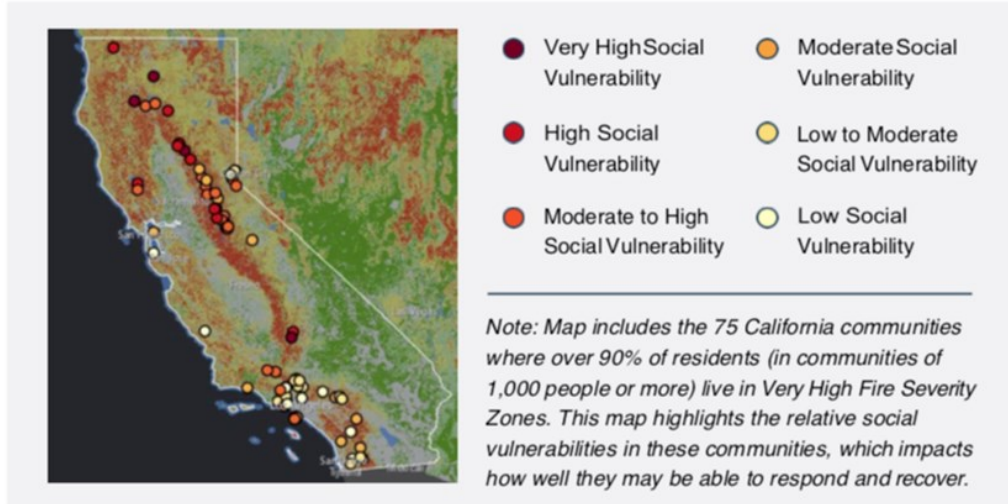 Very High Social
Vulnerability
High Social
Vulnerability
Moderate to High
Social Vulnerability
Moderate Social
Vulnerability
Low to Moderate
Social Vulnerability
Low Social
Vulnerability
Note: Map includes the 75 California communities
where over 90% of residents (in communities of
1,000 people or more) live in Very High Fire Severity
Zones. This map highlights the relative social
vulnerabilities in these communities, which impacts
how well they may be able to respond and recover.